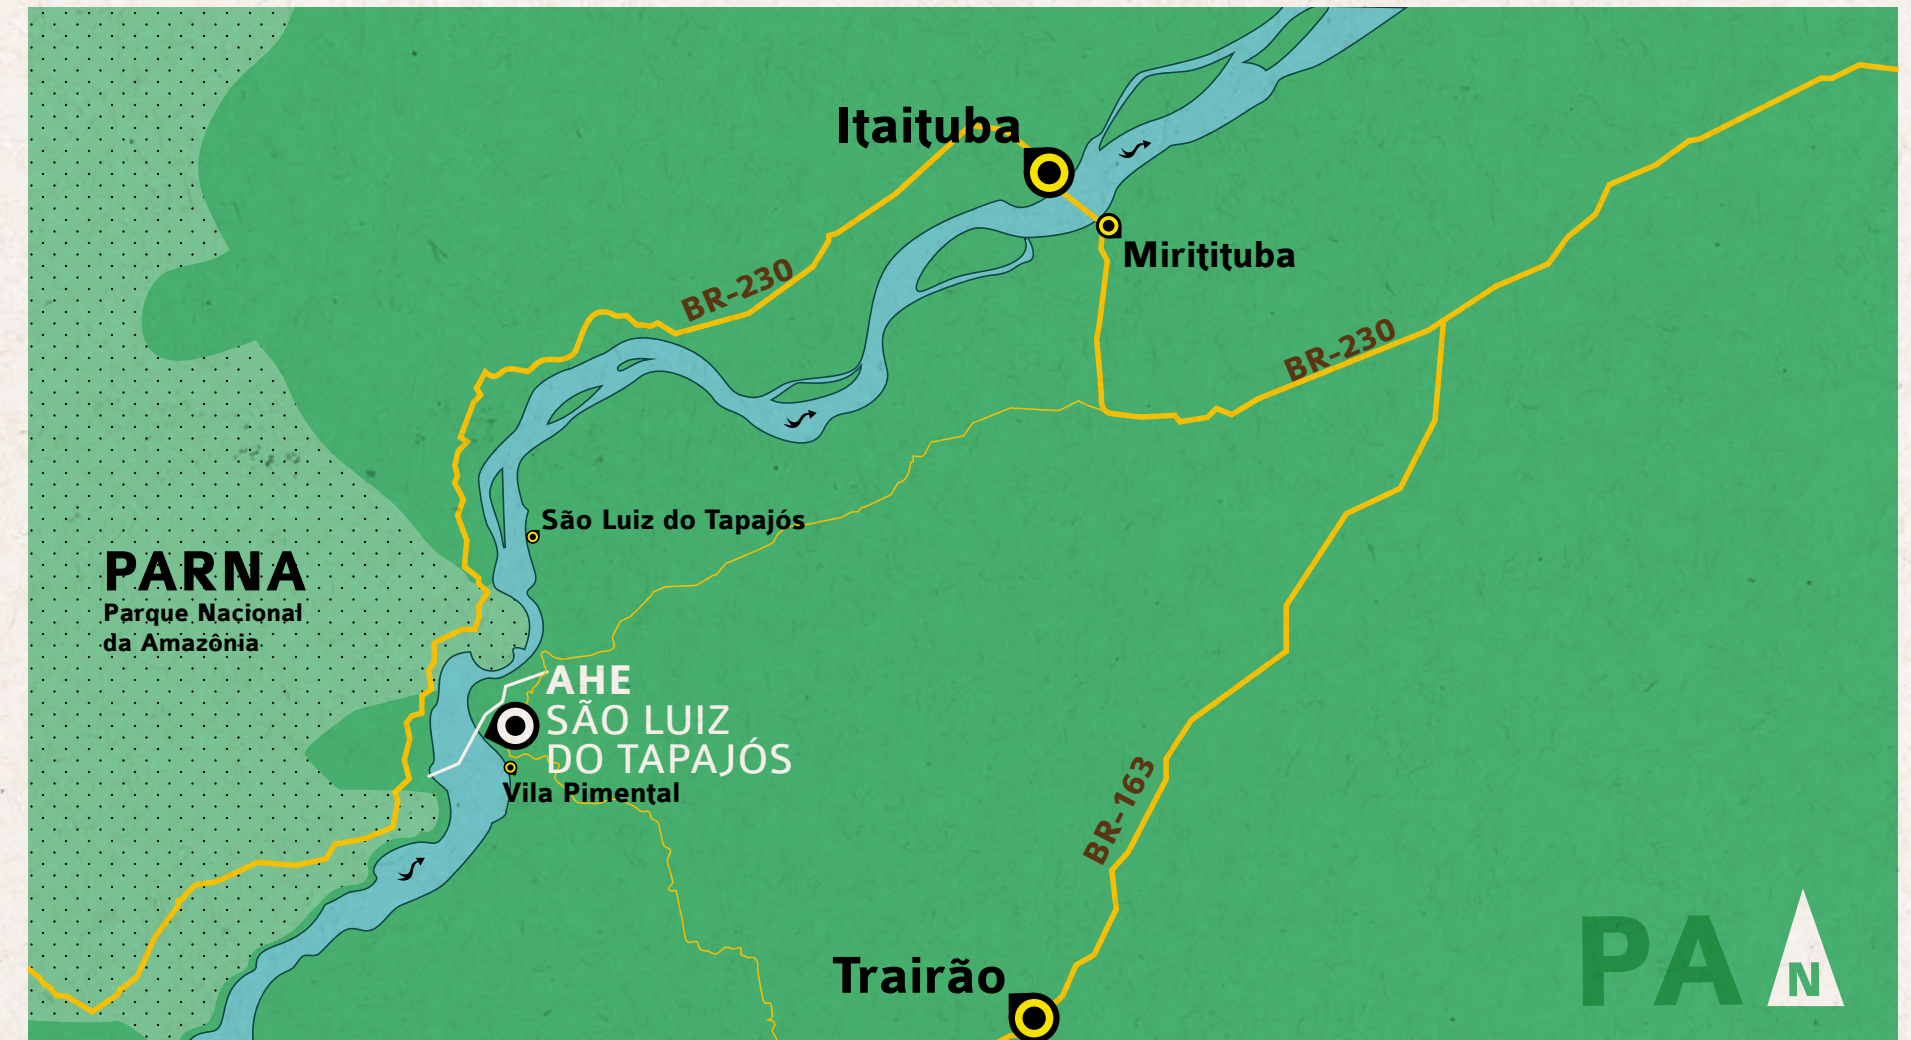 Itaituba
Miritituba
BR-230
BR-230
São Luiz do Tapajós
PARNA
Parque Nacional
da Amazônia
AHE
SÃO LUIZ
DO TAPAJÓS
Vila Pimental
BR-163
Trairão
PA
N